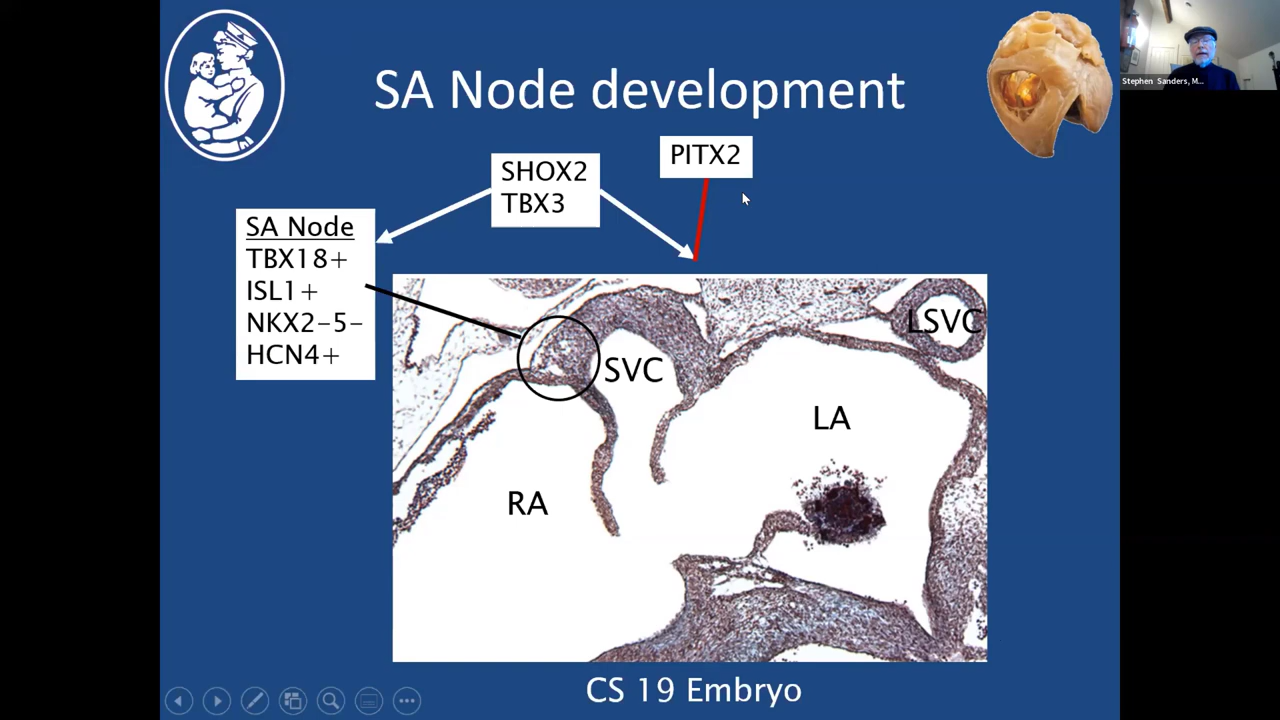 SA Node development
SHOX2
TBX3
PITX2
SA Node
TBX18+
ISL1+
NKX2-5-
HCN4+
LSVC
SVC
LA
RA
CS 19 Embryo
Stephen Sanders, M...